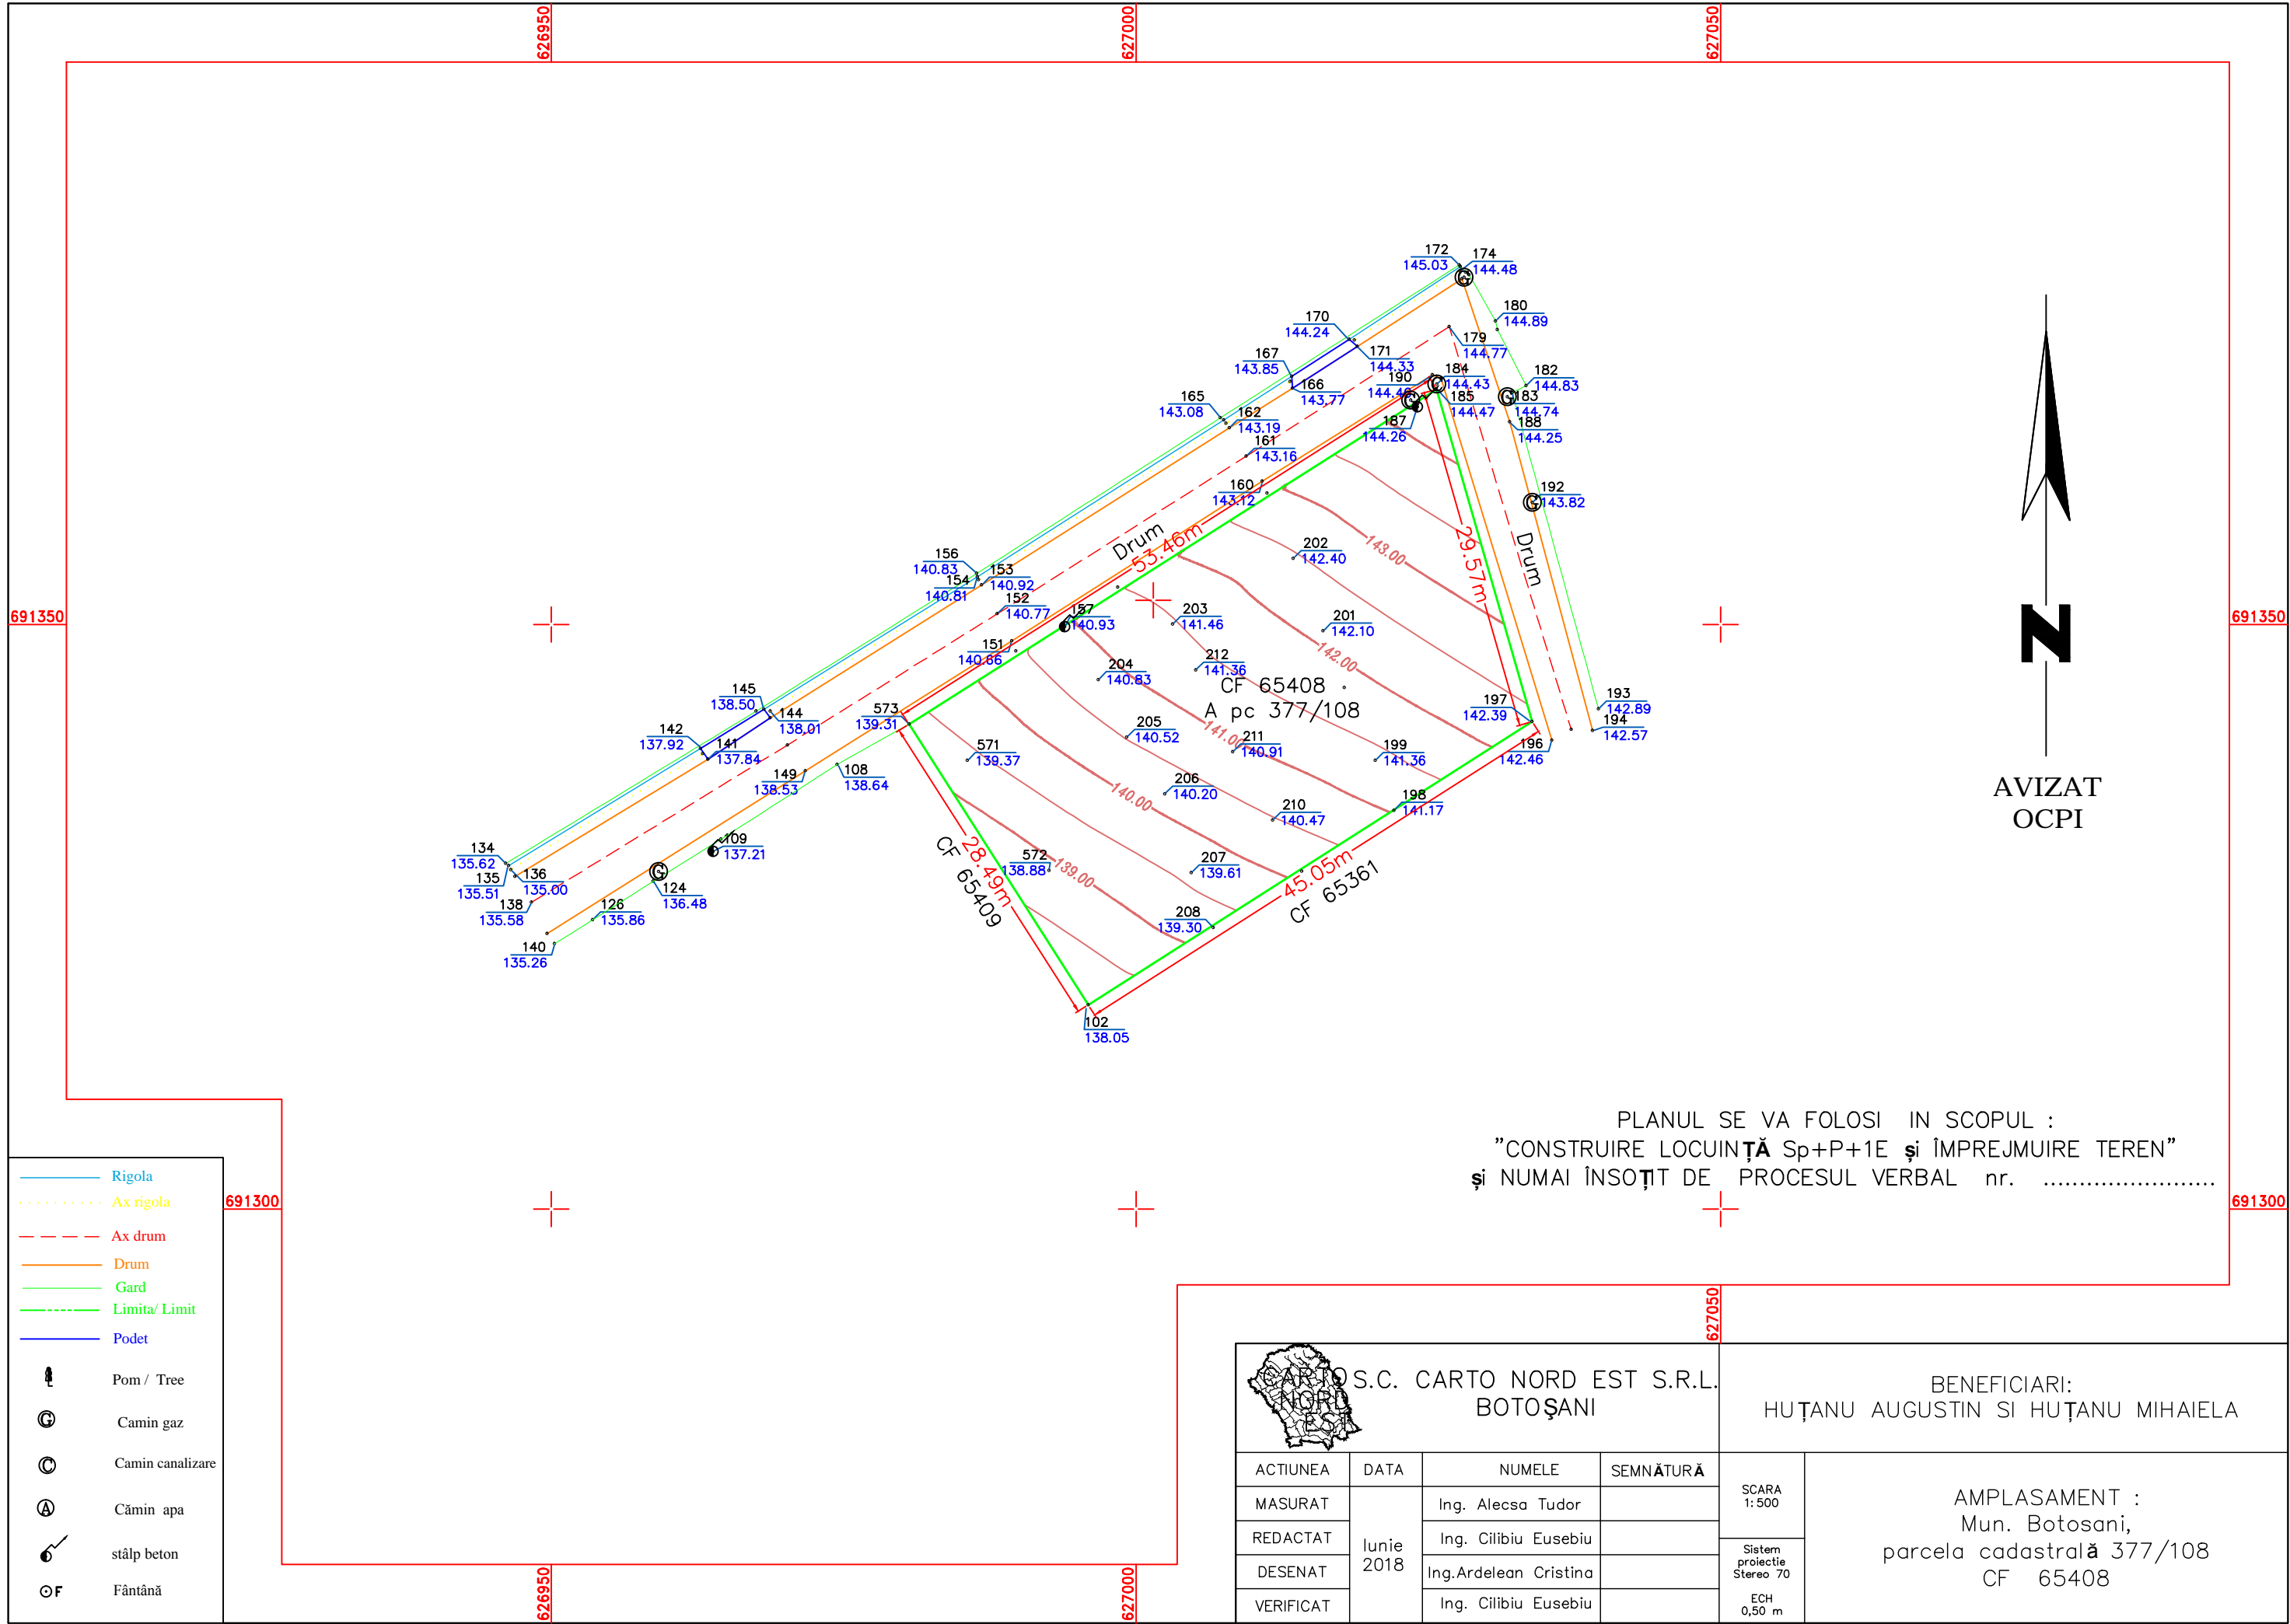 626950
627000
627050
172
145.03
174
144.48
180
144.89
170
144.24
179
144.77
171
144.33
167
143.85
166
143.77
190
184
144.43
182
144.83
185
144.47
183
144.74
165
143.08
162
143.19
187
144.26
188
144.25
161
143.16
160
143.12
192
143.82
Drum
53.46m
29.57m
Drum
143.00
202
142.40
156
140.83
154
140.81
153
140.92
152
140.77
157
140.93
203
141.46
201
142.10
691350
691350
151
140.66
142.00
204
140.83
212
141.36
CF 65408
A pc 377/108
145
138.50
144
138.01
573
139.31
197
142.39
193
142.89
194
142.57
142
137.92
141
137.84
571
139.37
205
140.52
141.00
211
140.91
199
141.36
196
142.46
149
138.53
108
138.64
206
140.20
140.00
210
140.47
198
141.17
AVIZAT
OCPI
134
135.62
135
135.51
136
135.00
109
137.21
28.49m
CF 65409
572
138.88
139.00
207
139.61
45.05m
CF 65361
138
135.58
124
136.48
126
135.86
208
139.30
140
135.26
102
138.05
PLANUL SE VA FOLOSI IN SCOPUL :
"CONSTRUIRE LOCUINȚĂ Sp+P+1E și ÎMPREJMUIRE TEREN"
și NUMAI ÎNSOȚIT DE PROCESUL VERBAL nr. ........................
691300
691300
Rigola
Ax rigola
Ax drum
Drum
Gard
Limita/ Limit
Podet
Pom / Tree
G Camin gaz
C Camin canalizare
A Cămin apa
stâlp beton
F Fântână
626950
627000
627050
CARTO
NORD
EST
S.C. CARTO NORD EST S.R.L.
BOTOȘANI
BENEFICIARI:
HUȚANU AUGUSTIN SI HUȚANU MIHAIELA
ACTIUNEA DATA NUMELE SEMNĂTURĂ
MASURAT Ing. Alecsa Tudor
REDACTAT Ing. Cilibiu Eusebiu
Iunie
2018
DESENAT Ing.Ardelean Cristina
VERIFICAT Ing. Cilibiu Eusebiu
SCARA
1:500
Sistem
proiectie
Stereo 70
ECH
0,50 m
AMPLASAMENT :
Mun. Botosani,
parcela cadastrală 377/108
CF 65408
N